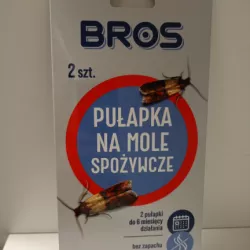 BROS
2 szt.
PUŁAPKA
NA MOLE
SPOŻYWCZE
2 pułapki
do 6 miesięcy
działania
bez zapachu